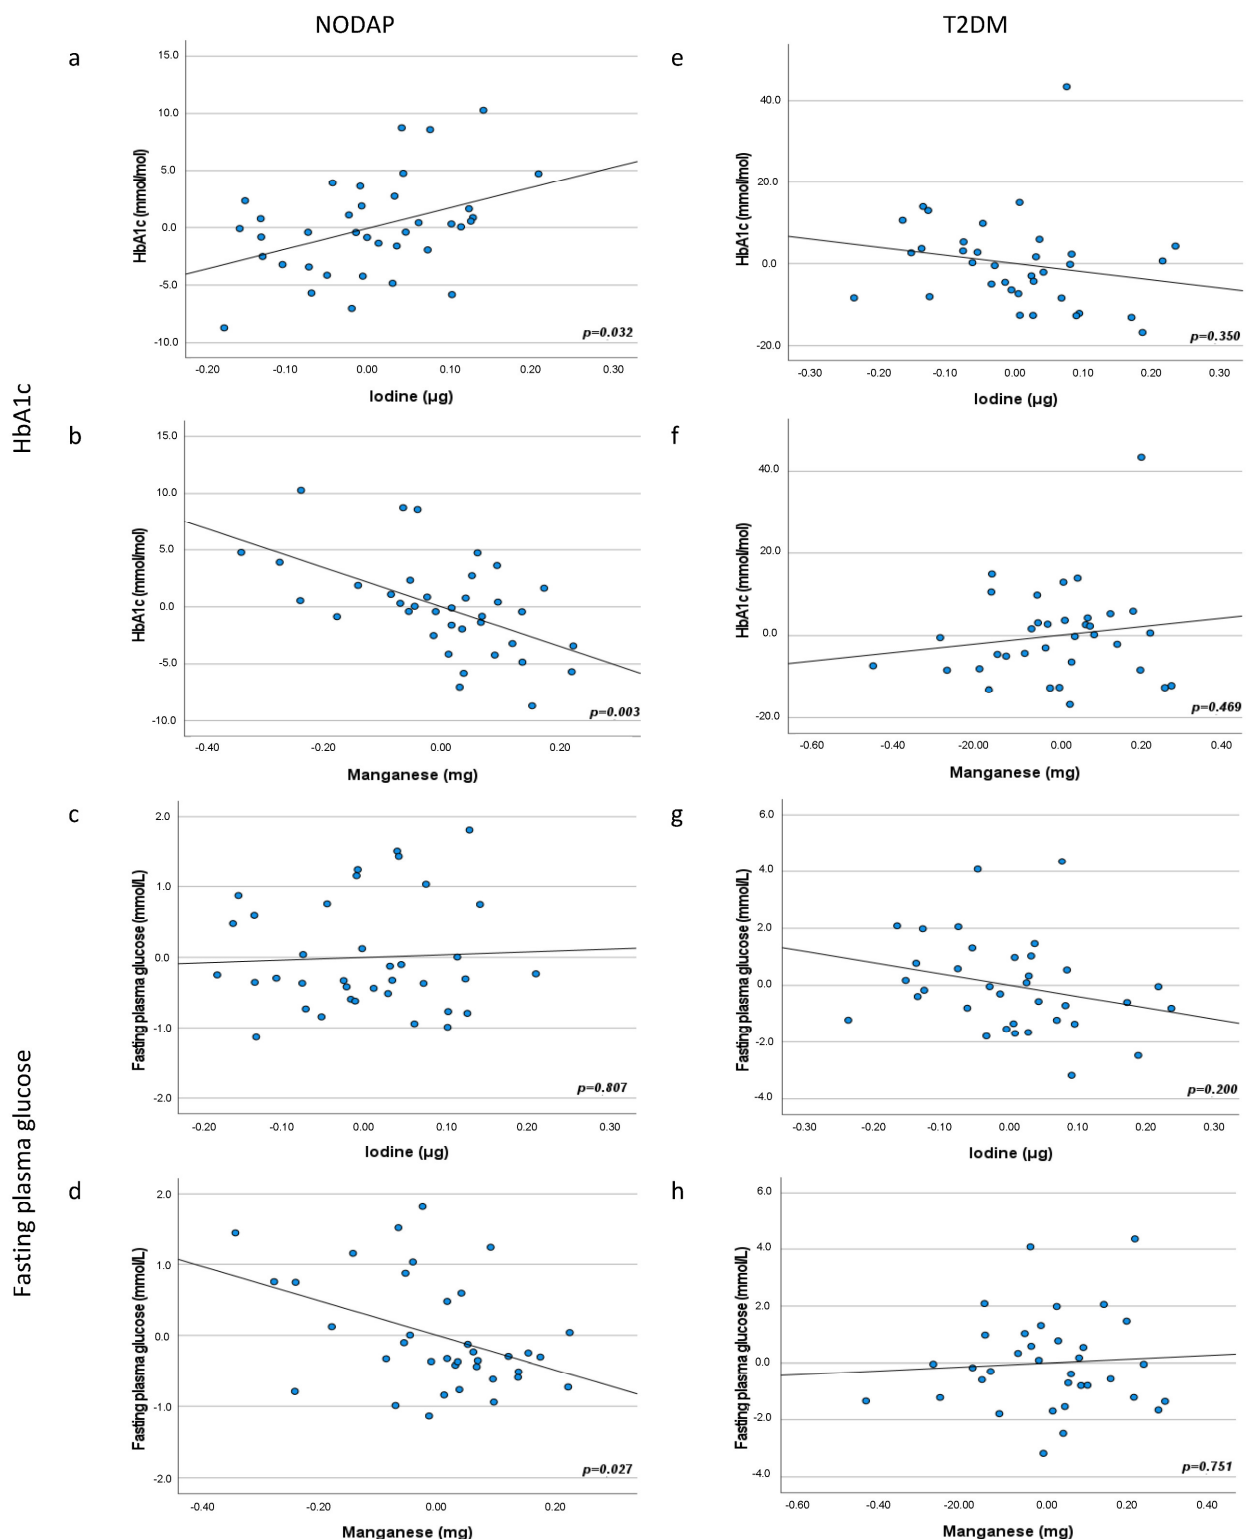 NODAP
T2DM
HbA1c
Fasting plasma glucose
a
15.0
10.0
5.0
0.0
-5.0
-10.0
HbA1c (mmol/mol)
p=0.032
-0.20 -0.10 0.00 0.10 0.20 0.30
Iodine (µg)
e
40.0
20.0
0.0
-20.0
HbA1c (mmol/mol)
p=0.350
-0.30 -0.20 -0.10 0.00 0.10 0.20 0.30
Iodine (µg)
b
15.0
10.0
5.0
0.0
-5.0
-10.0
HbA1c (mmol/mol)
p=0.003
-0.40 -0.20 0.00 0.20
Manganese (mg)
f
40.0
20.0
0.0
-20.0
HbA1c (mmol/mol)
p=0.469
-0.60 -20.00 0.00 0.20 0.40
Manganese (mg)
c
2.0
1.0
0.0
-1.0
-2.0
Fasting plasma glucose (mmol/L)
p=0.807
-0.20 -0.10 0.00 0.10 0.20 0.30
Iodine (µg)
g
6.0
4.0
2.0
0.0
-2.0
-4.0
Fasting plasma glucose (mmol/L)
p=0.200
-0.30 -0.20 -0.10 0.00 0.10 0.20 0.30
Iodine (µg)
d
2.0
1.0
0.0
-1.0
-2.0
Fasting plasma glucose (mmol/L)
p=0.027
-0.40 -0.20 0.00 0.20
Manganese (mg)
h
6.0
4.0
2.0
0.0
-2.0
-4.0
Fasting plasma glucose (mmol/L)
p=0.751
-0.60 -20.00 0.00 0.20 0.40
Manganese (mg)